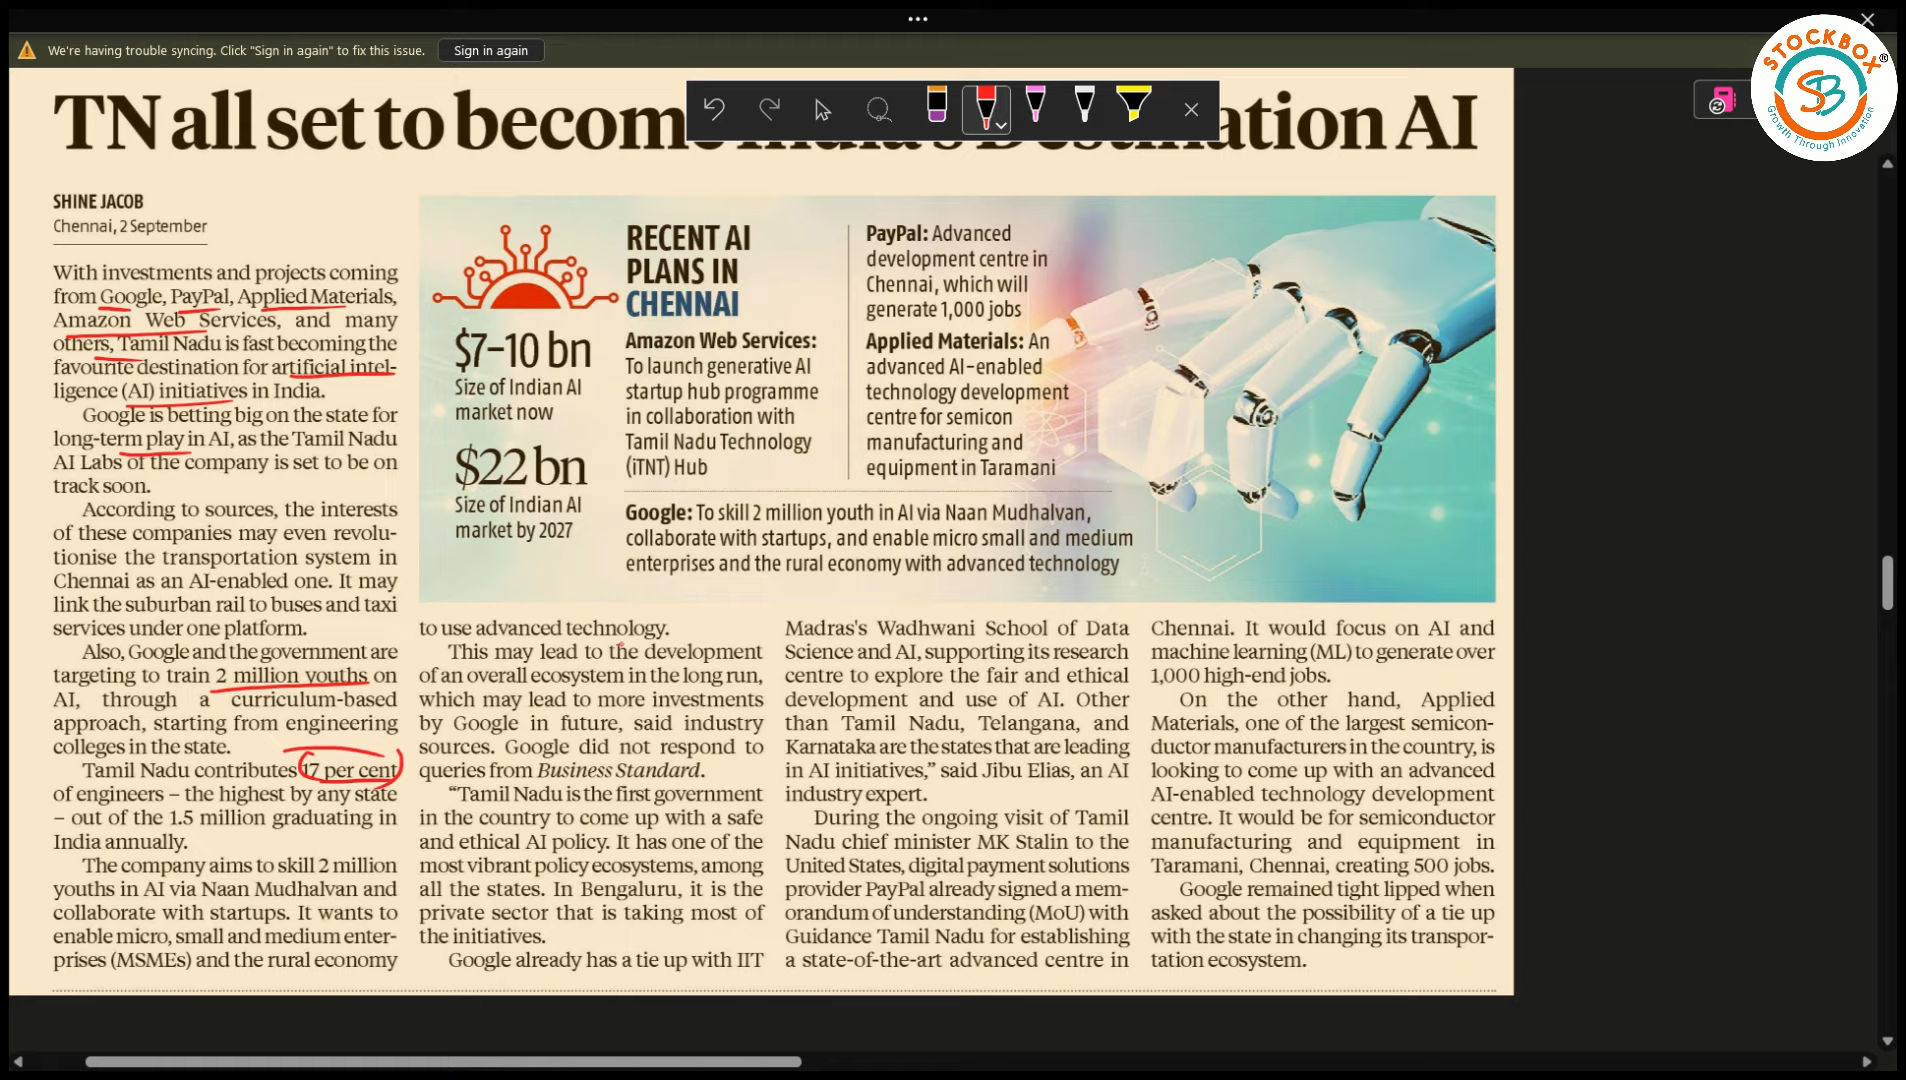 We're having trouble syncing. Click "Sign in again" to fix this issue.
Sign in again
STOCKBOX®
SB
Growth Through Innovation
TN all set to become India's Destination AI
SHINE JACOB
Chennai, 2 September
With investments and projects coming
from Google, PayPal, Applied Materials,
Amazon Web Services, and many
others, Tamil Nadu is fast becoming the
favourite destination for artificial intel-
ligence (AI) initiatives in India.
Google is betting big on the state for
long-term play in AI, as the Tamil Nadu
AI Labs of the company is set to be on
track soon.
According to sources, the interests
of these companies may even revolu-
tionise the transportation system in
Chennai as an AI-enabled one. It may
link the suburban rail to buses and taxi
services under one platform.
Also, Google and the government are
targeting to train 2 million youths on
AI, through a curriculum-based
approach, starting from engineering
colleges in the state.
Tamil Nadu contributes 17 per cent
of engineers – the highest by any state
– out of the 1.5 million graduating in
India annually.
The company aims to skill 2 million
youths in AI via Naan Mudhalvan and
collaborate with startups. It wants to
enable micro, small and medium enter-
prises (MSMEs) and the rural economy
$7–10 bn
Size of Indian AI
market now
$22 bn
Size of Indian AI
market by 2027
RECENT AI
PLANS IN
CHENNAI
Amazon Web Services:
To launch generative AI
startup hub programme
in collaboration with
Tamil Nadu Technology
(iTNT) Hub
PayPal: Advanced
development centre in
Chennai, which will
generate 1,000 jobs
Applied Materials: An
advanced AI-enabled
technology development
centre for semicon
manufacturing and
equipment in Taramani
Google: To skill 2 million youth in AI via Naan Mudhalvan,
collaborate with startups, and enable micro small and medium
enterprises and the rural economy with advanced technology
to use advanced technology.
This may lead to the development
of an overall ecosystem in the long run,
which may lead to more investments
by Google in future, said industry
sources. Google did not respond to
queries from Business Standard.
“Tamil Nadu is the first government
in the country to come up with a safe
and ethical AI policy. It has one of the
most vibrant policy ecosystems, among
all the states. In Bengaluru, it is the
private sector that is taking most of
the initiatives.
Google already has a tie up with IIT
Madras's Wadhwani School of Data
Science and AI, supporting its research
centre to explore the fair and ethical
development and use of AI. Other
than Tamil Nadu, Telangana, and
Karnataka are the states that are leading
in AI initiatives,” said Jibu Elias, an AI
industry expert.
During the ongoing visit of Tamil
Nadu chief minister MK Stalin to the
United States, digital payment solutions
provider PayPal already signed a mem-
orandum of understanding (MoU) with
Guidance Tamil Nadu for establishing
a state-of-the-art advanced centre in
Chennai. It would focus on AI and
machine learning (ML) to generate over
1,000 high-end jobs.
On the other hand, Applied
Materials, one of the largest semicon-
ductor manufacturers in the country, is
looking to come up with an advanced
AI-enabled technology development
centre. It would be for semiconductor
manufacturing and equipment in
Taramani, Chennai, creating 500 jobs.
Google remained tight lipped when
asked about the possibility of a tie up
with the state in changing its transpor-
tation ecosystem.